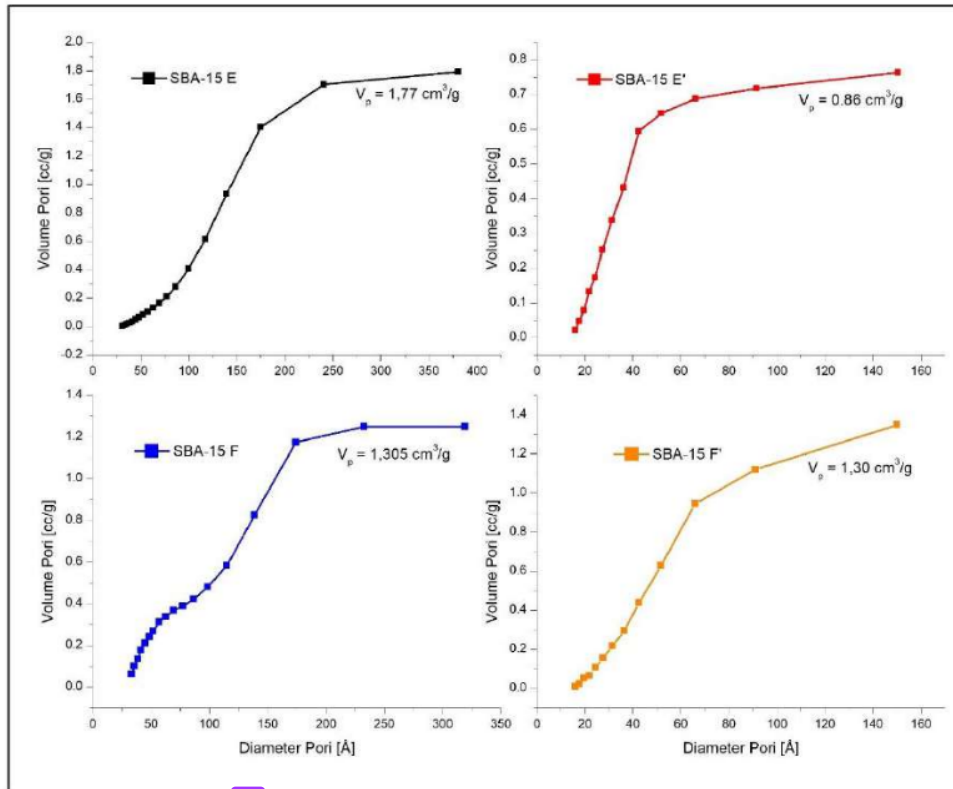 SBA-15 E
V_p = 1,77 cm³/g
Volume Pori [cc/g]
2.0
1.8
1.6
1.4
1.2
1.0
0.8
0.6
0.4
0.2
0.0
-0.2
0 50 100 150 200 250 300 350 400
SBA-15 E'
V_p = 0.86 cm³/g
Volume Pori [cc/g]
0.8
0.7
0.6
0.5
0.4
0.3
0.2
0.1
0.0
0 20 40 60 80 100 120 140 160
SBA-15 F
V_p = 1,305 cm³/g
Volume Pori [cc/g]
1.4
1.2
1.0
0.8
0.6
0.4
0.2
0.0
0 50 100 150 200 250 300 350
Diameter Pori [Å]
SBA-15 F'
V_p = 1,30 cm³/g
Volume Pori [cc/g]
1.4
1.2
1.0
0.8
0.6
0.4
0.2
0.0
0 20 40 60 80 100 120 140 160
Diameter Pori [Å]